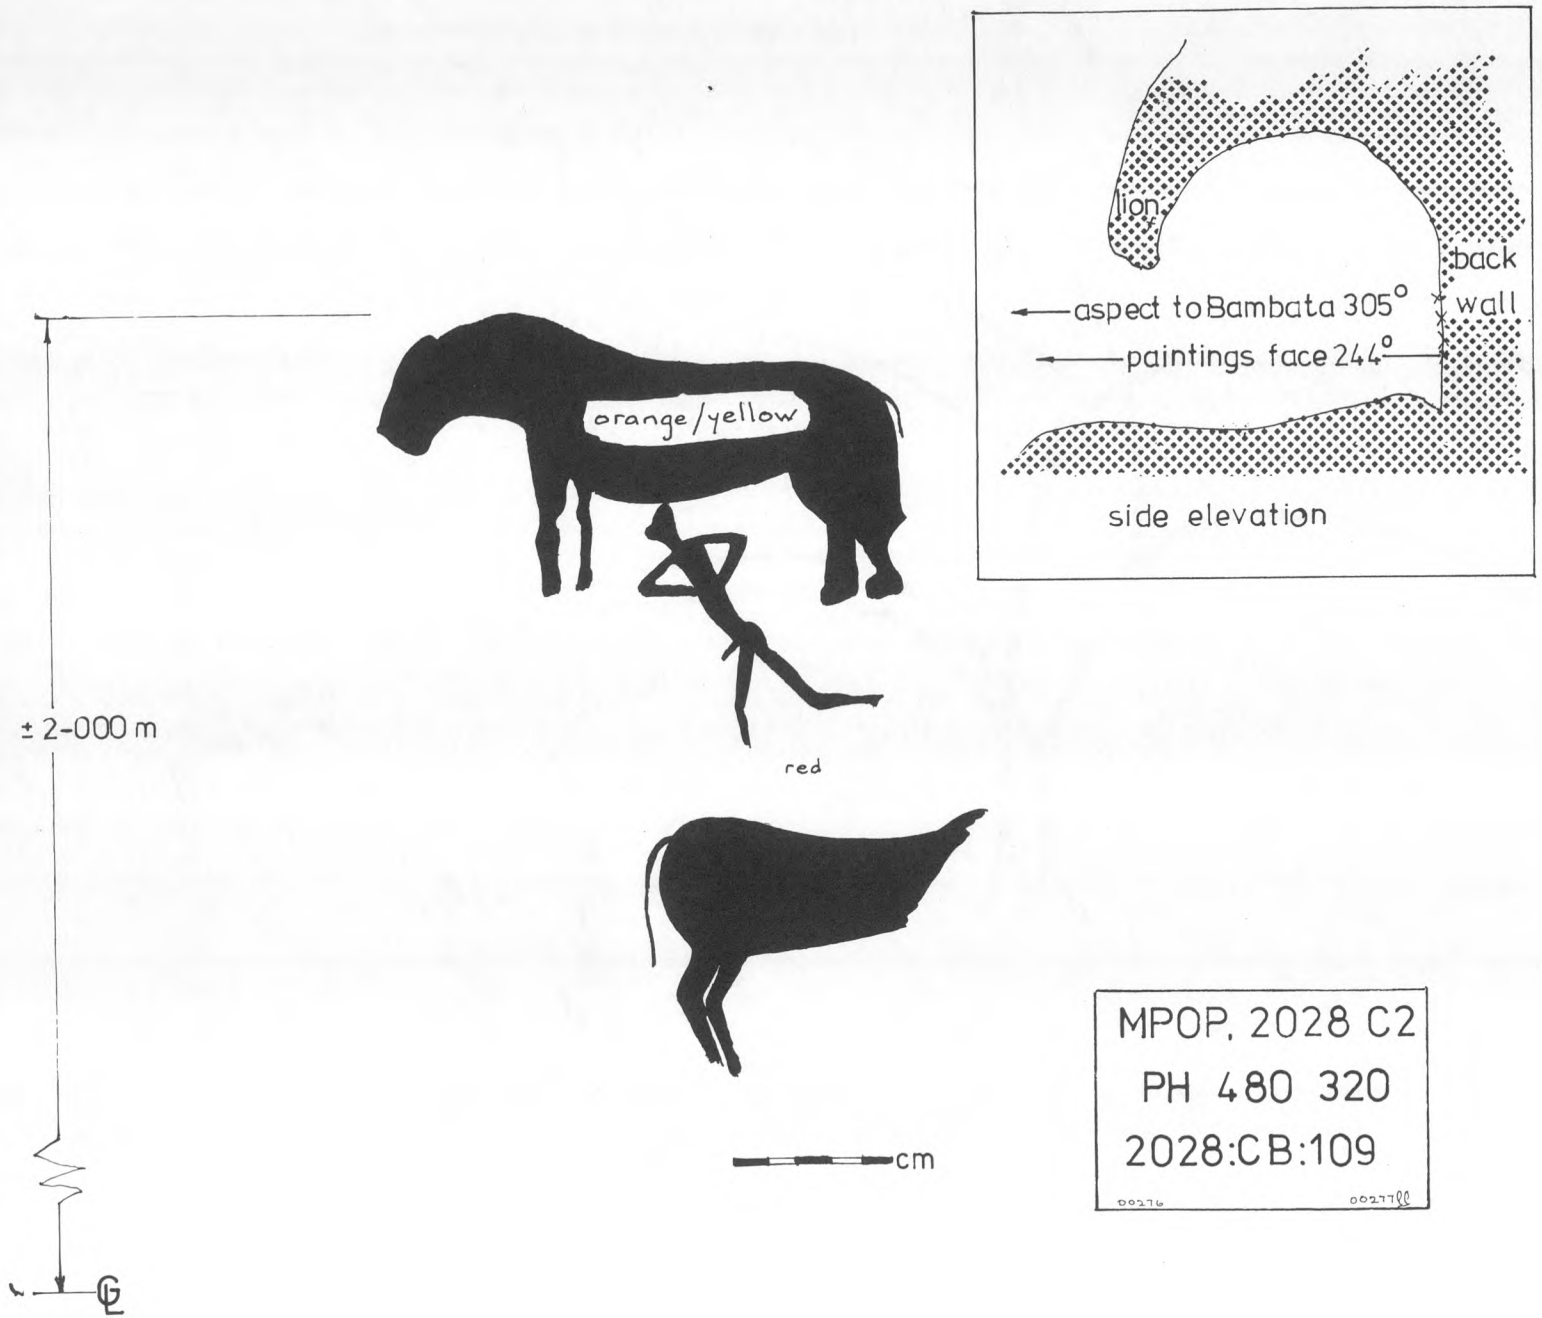 lion
back
wall
aspect to Bambata 305°
paintings face 244°
side elevation
orange/yellow
± 2-000 m
red
cm
GL
MPOP, 2028 C2
PH 480 320
2028:CB:109
00276
00277